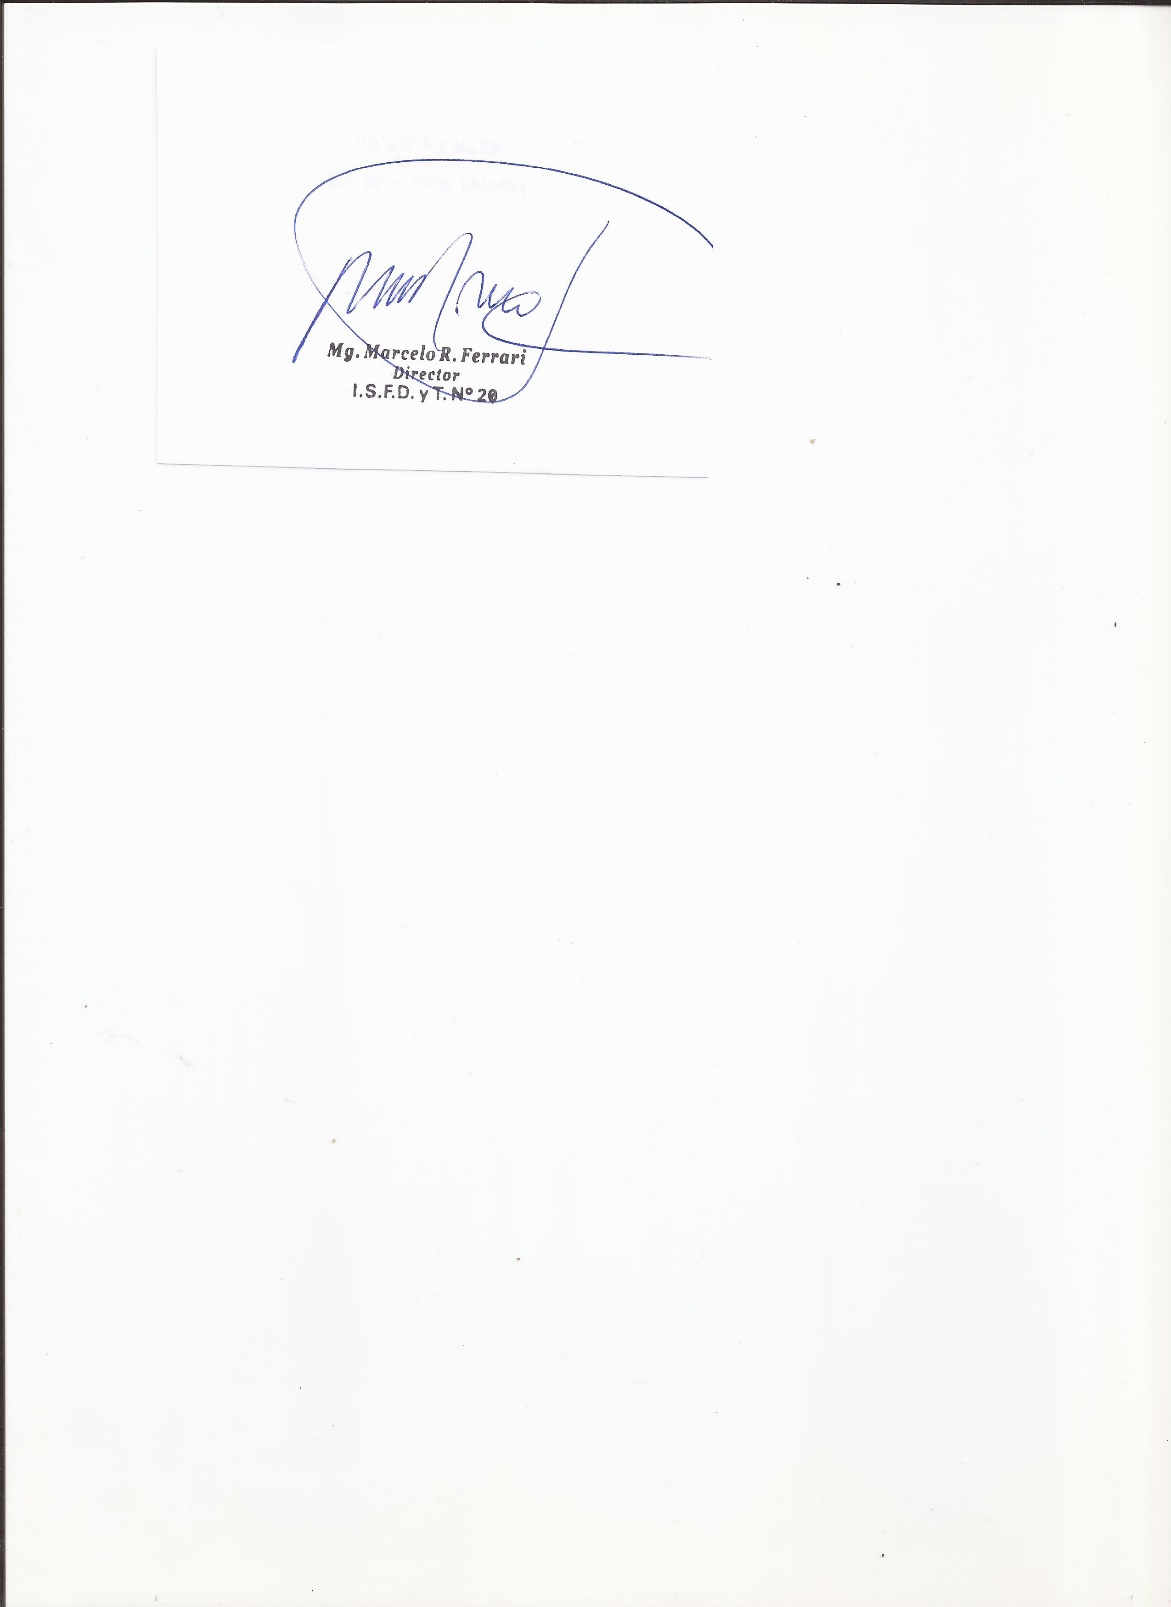 Mg. Marcelo R. Ferrari
Director
I.S.F.D. y T. Nº 20